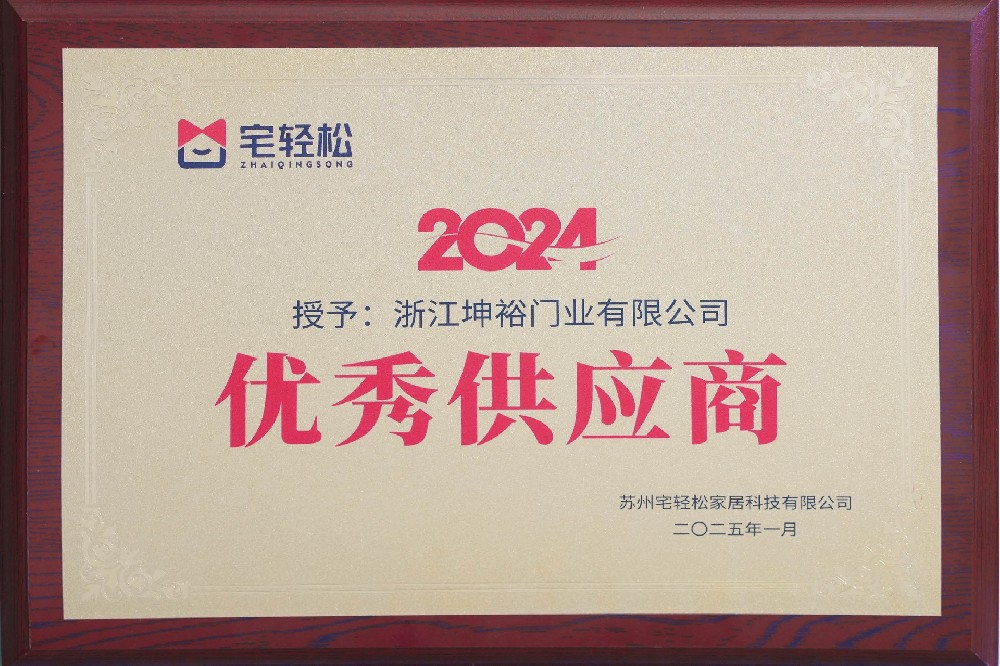 宅轻松
ZHAIQINGSONG
2024
授予：浙江坤裕门业有限公司
优秀供应商
苏州宅轻松家居科技有限公司
二〇二五年一月